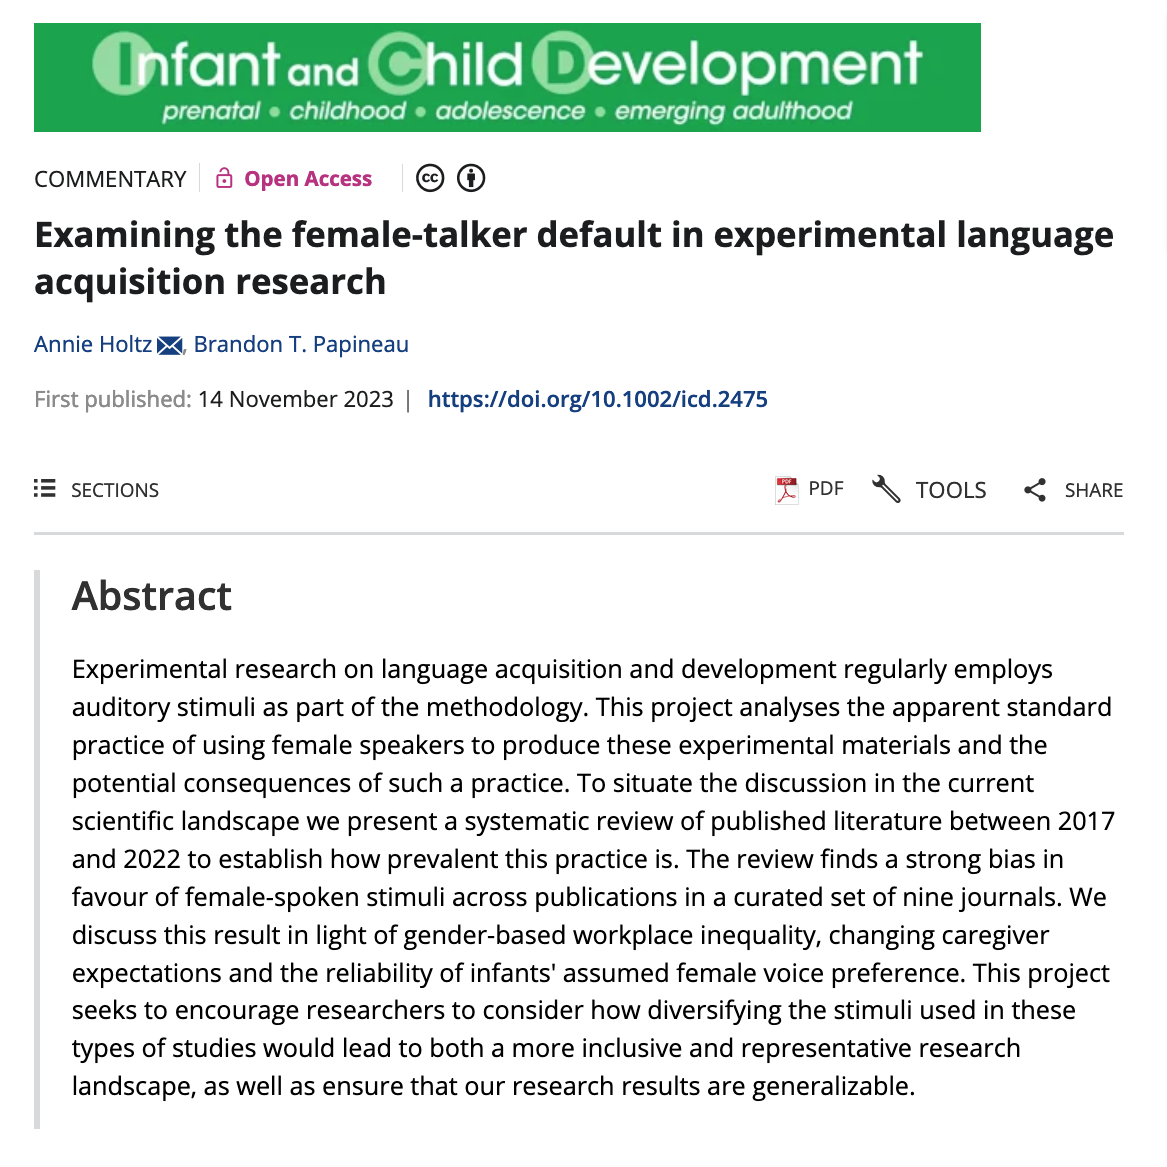 Infant and Child Development
prenatal • childhood • adolescence • emerging adulthood
COMMENTARY Open Access cc
Examining the female-talker default in experimental language
acquisition research
Annie Holtz, Brandon T. Papineau
First published: 14 November 2023 | https://doi.org/10.1002/icd.2475
SECTIONS PDF PDF TOOLS SHARE
Abstract
Experimental research on language acquisition and development regularly employs
auditory stimuli as part of the methodology. This project analyses the apparent standard
practice of using female speakers to produce these experimental materials and the
potential consequences of such a practice. To situate the discussion in the current
scientific landscape we present a systematic review of published literature between 2017
and 2022 to establish how prevalent this practice is. The review finds a strong bias in
favour of female-spoken stimuli across publications in a curated set of nine journals. We
discuss this result in light of gender-based workplace inequality, changing caregiver
expectations and the reliability of infants' assumed female voice preference. This project
seeks to encourage researchers to consider how diversifying the stimuli used in these
types of studies would lead to both a more inclusive and representative research
landscape, as well as ensure that our research results are generalizable.